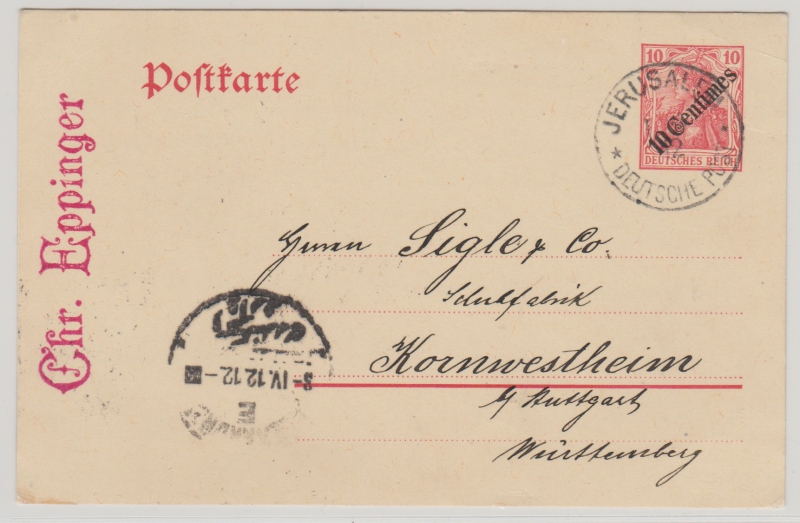 Postkarte
10 10
10 Centimes
DEUTSCHES REICH
JERUSALEM
* DEUTSCHE POST *
Chr. Eppinger
Herren Sigle & Co.
Schuhfabrik
Kornwestheim
b/ Stuttgart
Württemberg
IV. 12 12